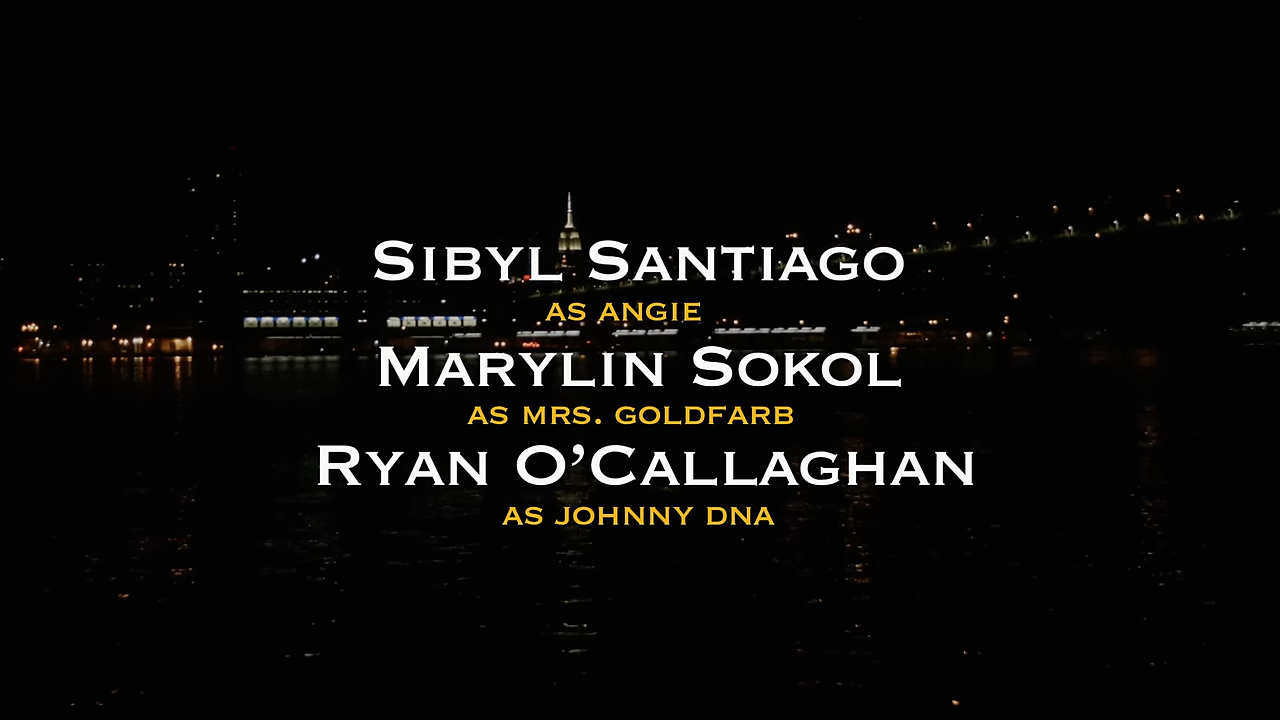 Sibyl Santiago
as Angie
Marylin Sokol
as Mrs. Goldfarb
Ryan O’Callaghan
as Johnny DNA